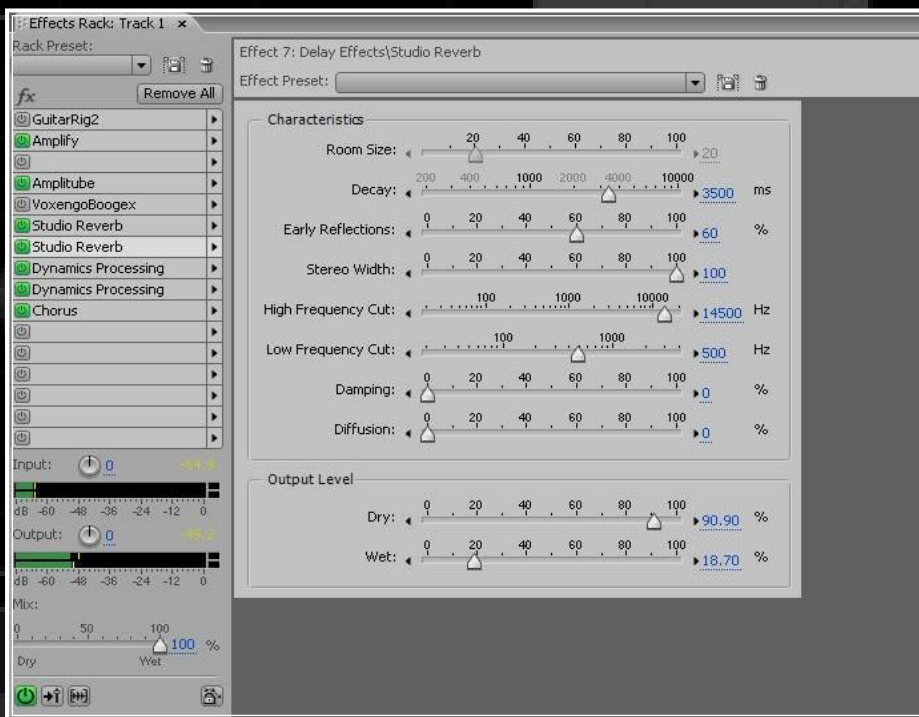 Effects Rack: Track 1 ×
Rack Preset:
fx Remove All
GuitarRig2
Amplify
Amplitube
VoxengoBoogex
Studio Reverb
Studio Reverb
Dynamics Processing
Dynamics Processing
Chorus
Input: 0 -64.9
dB -60 -48 -36 -24 -12 0
Output: 0 -49.2
dB -60 -48 -36 -24 -12 0
Mix:
0 50 100
100 %
Dry Wet
Effect 7: Delay Effects\Studio Reverb
Effect Preset:
Characteristics
20 40 60 80 100
Room Size: 20
200 400 1000 2000 4000 10000
Decay: 3500 ms
0 20 40 60 80 100
Early Reflections: 60 %
0 20 40 60 80 100
Stereo Width: 100
100 1000 10000
High Frequency Cut: 14500 Hz
100 1000
Low Frequency Cut: 500 Hz
0 20 40 60 80 100
Damping: 0 %
0 20 40 60 80 100
Diffusion: 0 %
Output Level
0 20 40 60 80 100
Dry: 90.90 %
0 20 40 60 80 100
Wet: 18.70 %